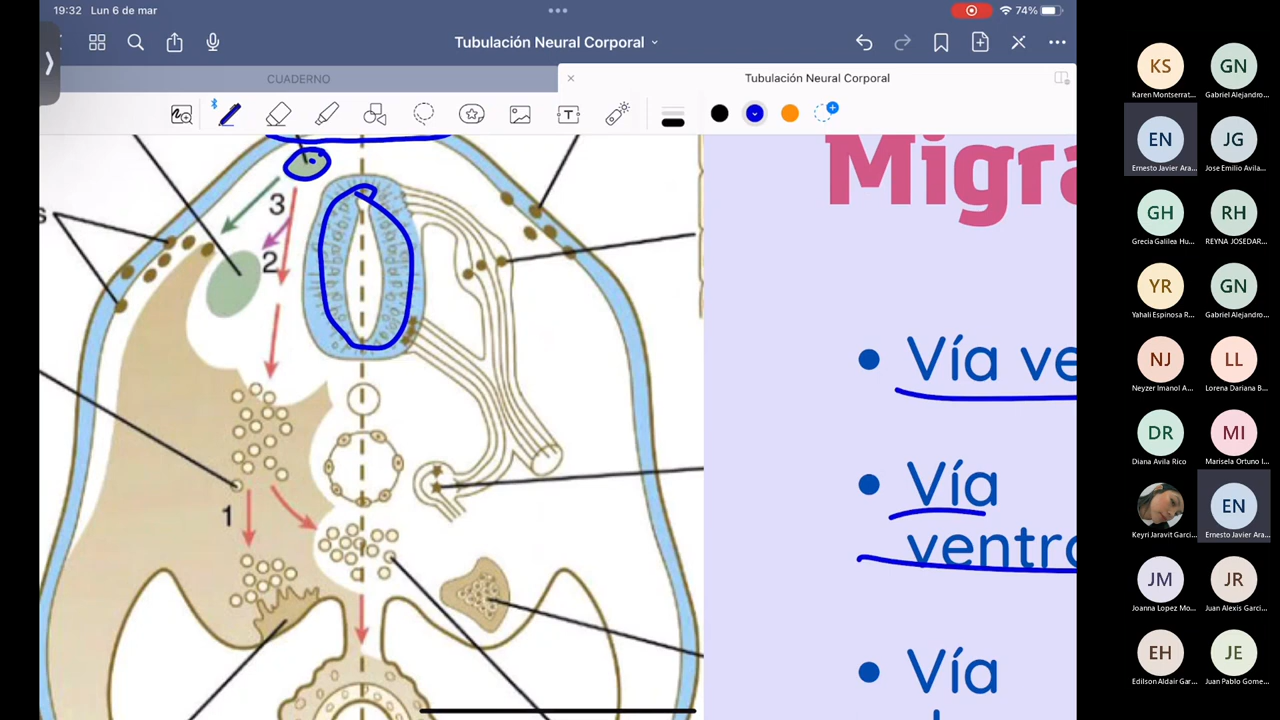 19:32 Lun 6 de mar
74%
Tubulación Neural Corporal
CUADERNO
Tubulación Neural Corporal
Migra
s
3
2
1
• Vía ve
• Vía
ventro
• Vía
KS GN
Karen Montserrat... Gabriel Alejandro...
EN JG
Ernesto Javier Ara... Jose Emilio Avila...
GH RH
Grecia Galilea Hu... REYNA JOSEDAR...
YR GN
Yahali Espinosa R... Gabriel Alejandro...
NJ LL
Neyzer Imanol A... Lorena Dariana B...
DR MI
Diana Avila Rico Marisela Ortuno I...
EN
Keyri Jaravit Garci... Ernesto Javier Ara...
JM JR
Joanna Lopez Mo... Juan Alexis Garci...
EH JE
Edilson Aldair Gar... Juan Pablo Gome...